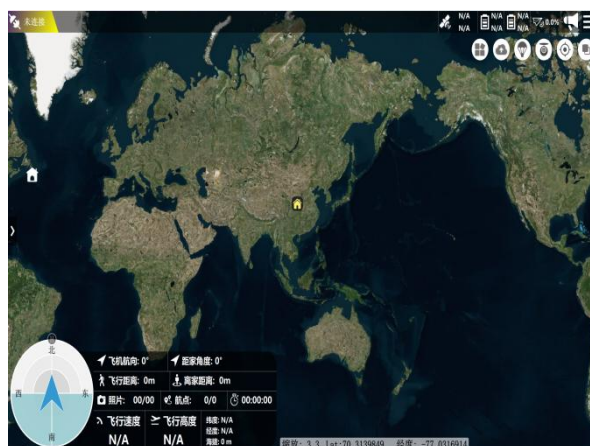 未连接
N/A
N/A
N/A
N/A
N/A
N/A
0.0%
北
西
东
南
飞机航向: 0°
距家角度: 0°
飞行距离: 0m
离家距离: 0m
照片: 00/00
航点: 0/0
00:00:00
飞行速度
N/A
飞行高度
N/A
纬度: N/A
经度: N/A
海拔: 0 m
缩放: 3.3 lat:70.3139849 经度: -77.0316914